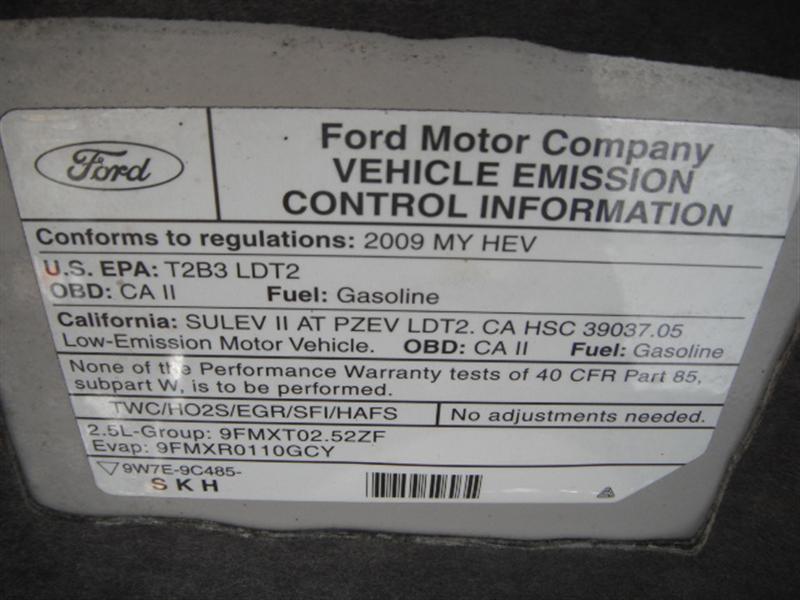 Ford
Ford Motor Company
VEHICLE EMISSION
CONTROL INFORMATION
Conforms to regulations: 2009 MY HEV
U.S. EPA: T2B3 LDT2
OBD: CA II Fuel: Gasoline
California: SULEV II AT PZEV LDT2. CA HSC 39037.05
Low-Emission Motor Vehicle. OBD: CA II Fuel: Gasoline
None of the Performance Warranty tests of 40 CFR Part 85,
subpart W, is to be performed.
TWC/HO2S/EGR/SFI/HAFS No adjustments needed.
2.5L-Group: 9FMXT02.52ZF
Evap: 9FMXR0110GCY
9W7E-9C485-
S K H